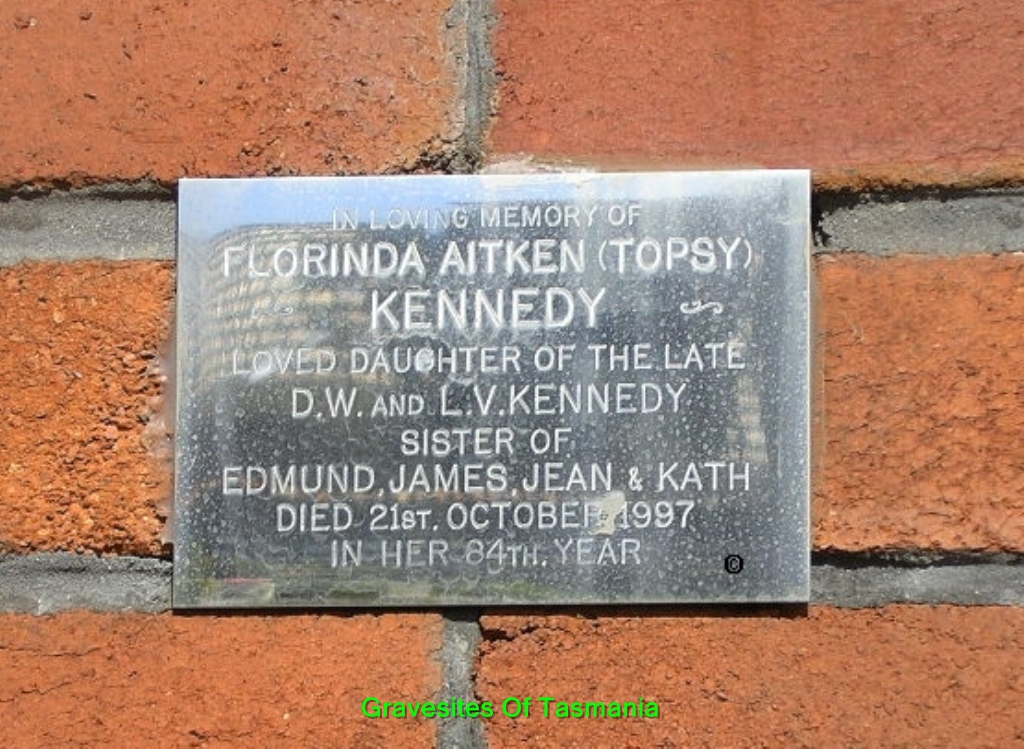 IN LOVING MEMORY OF
FLORINDA AITKEN (TOPSY)
KENNEDY
LOVED DAUGHTER OF THE LATE
D.W. AND L.V. KENNEDY
SISTER OF
EDMUND, JAMES, JEAN & KATH
DIED 21ST. OCTOBER 1997
IN HER 84TH. YEAR
©
Gravesites Of Tasmania